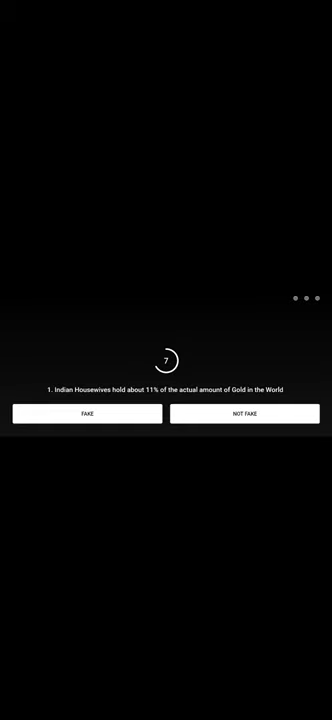 7
1. Indian Housewives hold about 11% of the actual amount of Gold in the World
FAKE
NOT FAKE